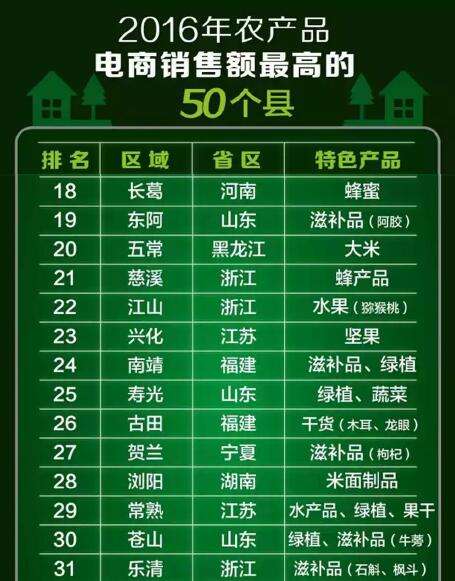 2016年农产品
电商销售额最高的
50个县
排名 区域 省区 特色产品
18 长葛 河南 蜂蜜
19 东阿 山东 滋补品（阿胶）
20 五常 黑龙江 大米
21 慈溪 浙江 蜂产品
22 江山 浙江 水果（猕猴桃）
23 兴化 江苏 坚果
24 南靖 福建 滋补品、绿植
25 寿光 山东 绿植、蔬菜
26 古田 福建 干货（木耳、龙眼）
27 贺兰 宁夏 滋补品（枸杞）
28 浏阳 湖南 米面制品
29 常熟 江苏 水产品、绿植、果干
30 苍山 山东 绿植、滋补品（牛蒡）
31 乐清 浙江 滋补品（石斛、枫斗）